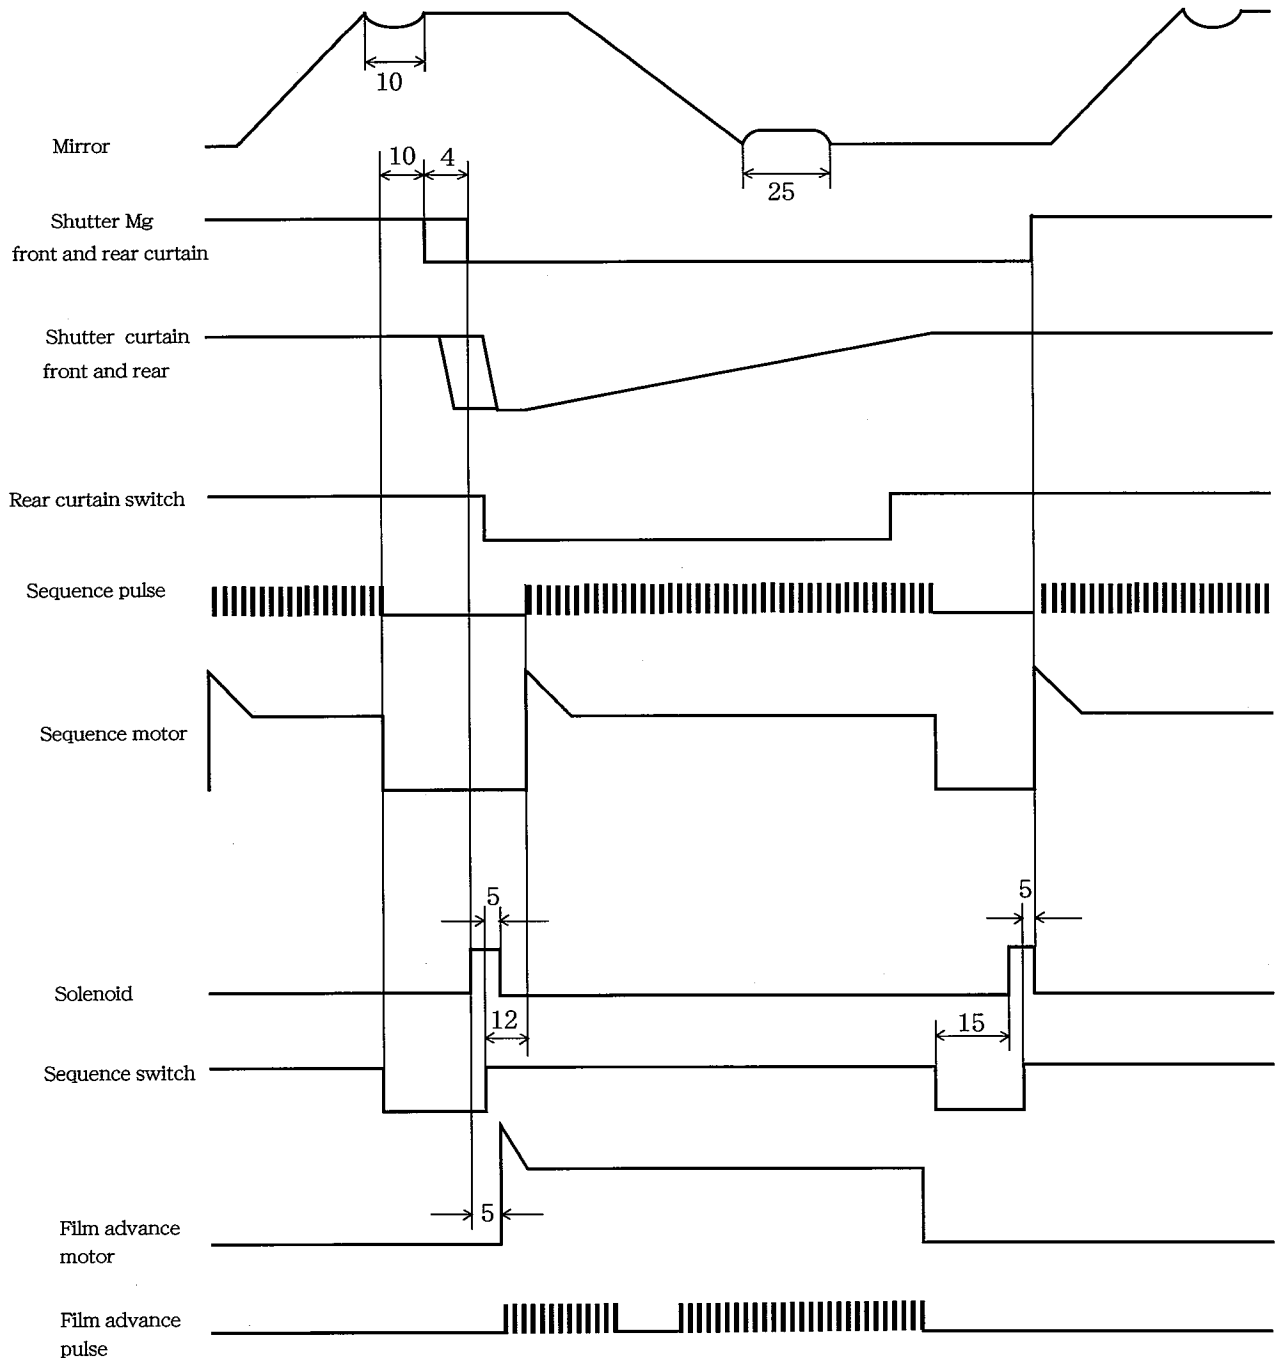 10
Mirror
10
4
25
Shutter Mg
front and rear curtain
Shutter curtain
front and rear
Rear curtain switch
Sequence pulse
Sequence motor
5
5
Solenoid
12
15
Sequence switch
5
Film advance
motor
Film advance
pulse